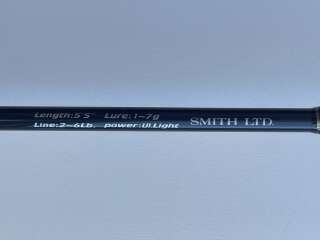 Length:5'5" Lure:1~7g
Line:2~6Lb. power:Ul.Light SMITH LTD.